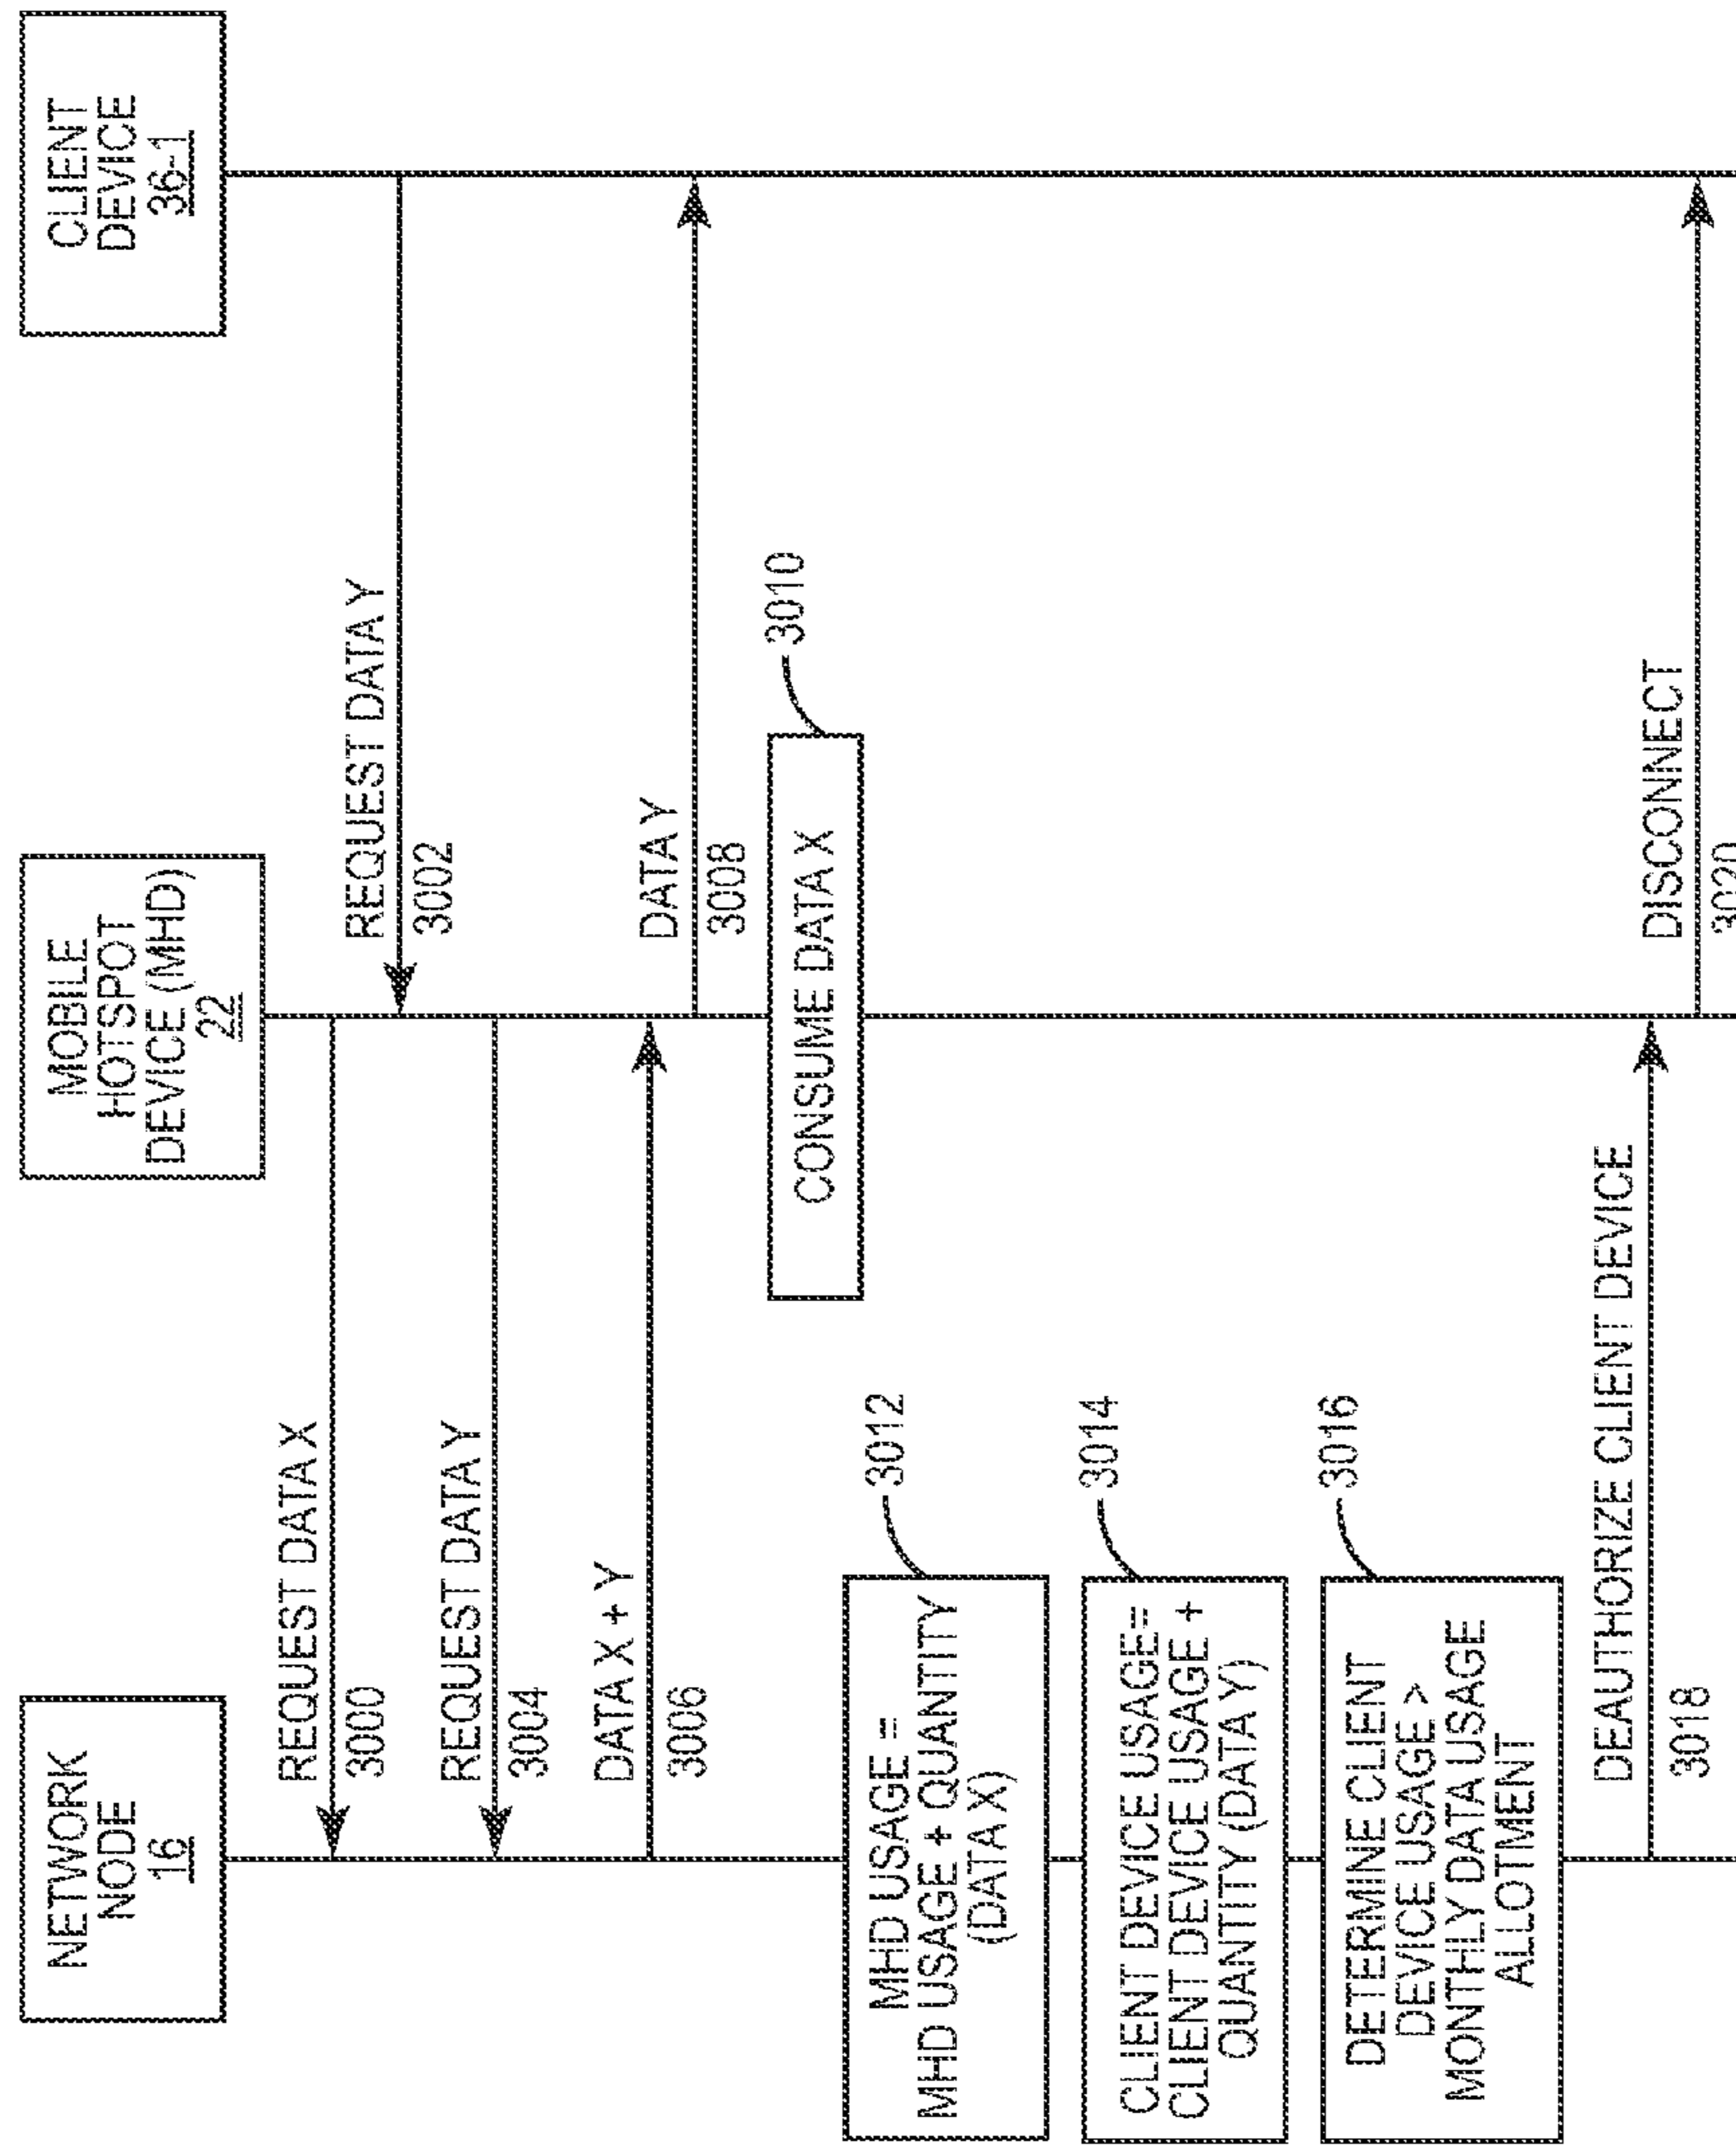 NETWORK
NODE
16
MOBILE
HOTSPOT
DEVICE (MHD)
22
CLIENT
DEVICE
36-1
REQUEST DATA X
3000
REQUEST DATA Y
3002
REQUEST DATA Y
3004
DATA X + Y
3006
DATA Y
3008
CONSUME DATA X
3010
MHD USAGE =
MHD USAGE + QUANTITY
(DATA X)
3012
CLIENT DEVICE USAGE=
CLIENT DEVICE USAGE +
QUANTITY (DATA Y)
3014
DETERMINE CLIENT
DEVICE USAGE >
MONTHLY DATA USAGE
ALLOTMENT
3016
DEAUTHORIZE CLIENT DEVICE
3018
DISCONNECT
3020